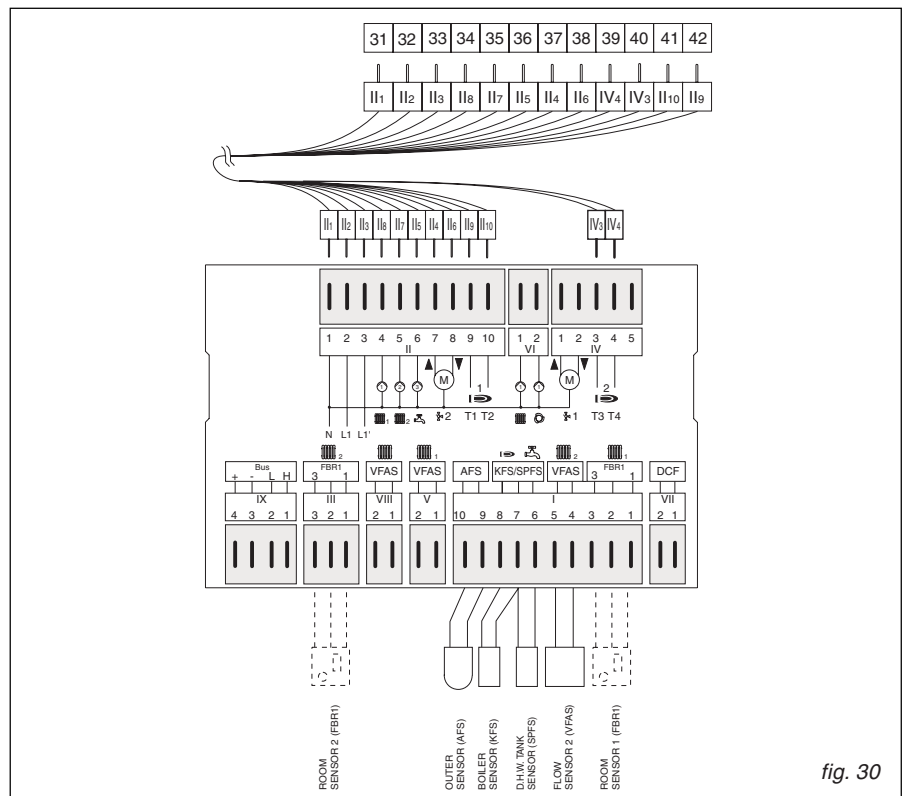 31 32 33 34 35 36 37 38 39 40 41 42
II1 II2 II3 II8 II7 II5 II4 II6 IV4 IV3 II10 II9
II1 II2 II3 II8 II7 II5 II4 II6 II9 II10 IV3 IV4
1 2 3 4 5 6 7 8 9 10 1 2 1 2 3 4 5
II VI IV
1 2 3 M 1 1 1 M 2
1 2 2 T1 T2 1 T3 T4
N L1 L1'
2 1 2 1
Bus FBR1 VFAS VFAS AFS KFS/SPFS VFAS FBR1 DCF
+ - L H 3 1 3 1
IX III VIII V I VII
4 3 2 1 3 2 1 2 1 2 1 10 9 8 7 6 5 4 3 2 1 2 1
ROOM
SENSOR 2 (FBR1)
OUTER
SENSOR (AFS)
BOILER
SENSOR (KFS)
D.H.W. TANK
SENSOR (SPFS)
FLOW
SENSOR 2 (VFAS)
ROOM
SENSOR 1 (FBR1)
fig. 30